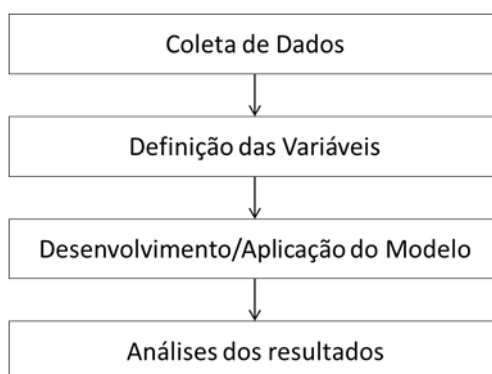 Coleta de Dados
Definição das Variáveis
Desenvolvimento/Aplicação do Modelo
Análises dos resultados